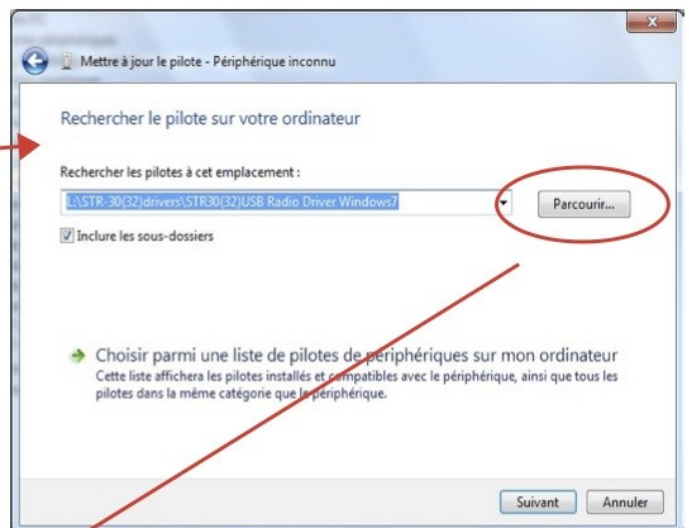 Mettre à jour le pilote - Périphérique inconnu
Rechercher le pilote sur votre ordinateur
Rechercher les pilotes à cet emplacement :
L:\STR-30(32)drivers\STR30(32)USB Radio Driver Windows7
Parcourir...
Inclure les sous-dossiers
Choisir parmi une liste de pilotes de périphériques sur mon ordinateur
Cette liste affichera les pilotes installés et compatibles avec le périphérique, ainsi que tous les
pilotes dans la même catégorie que le périphérique.
Suivant
Annuler